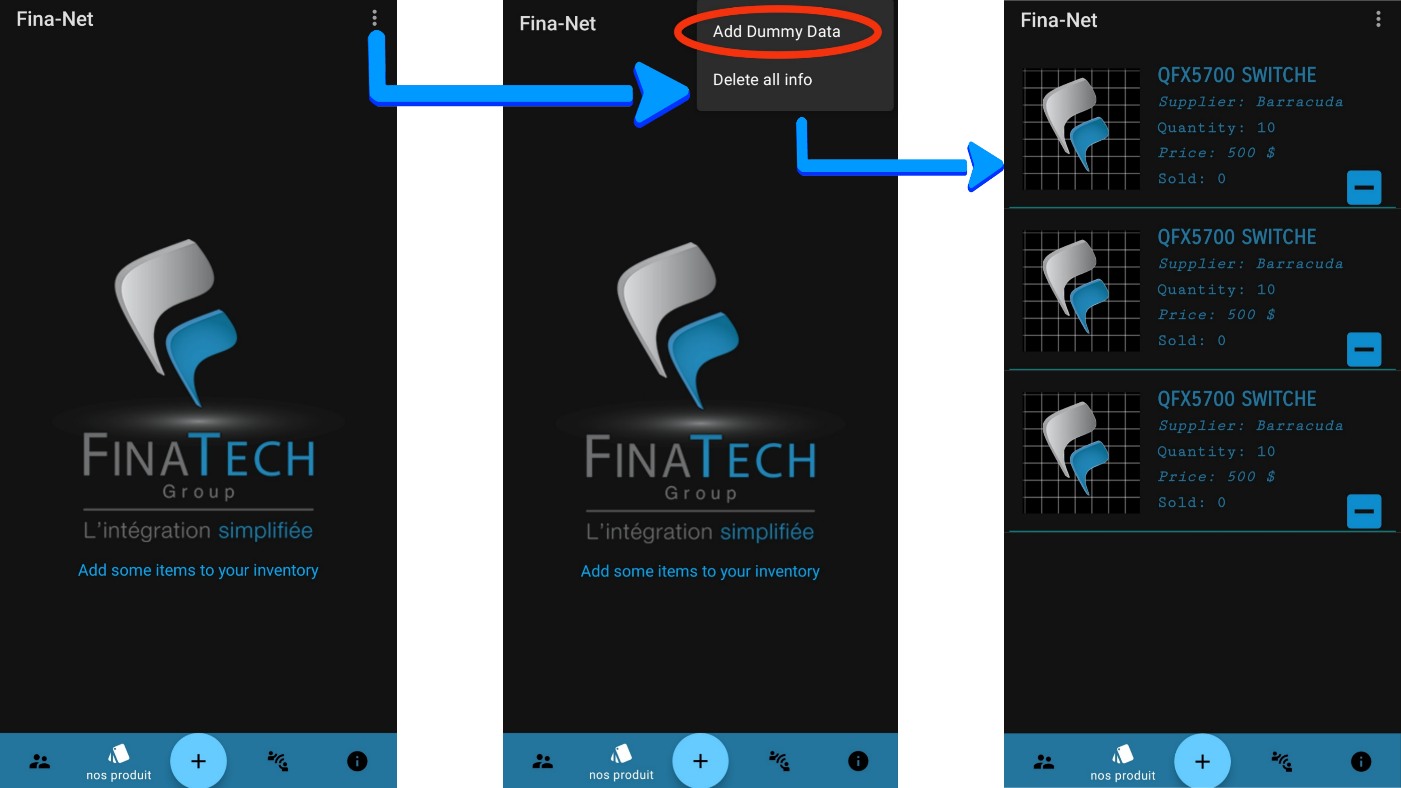 Fina-Net
FINATECH
Group
L'intégration simplifiée
Add some items to your inventory
nos produit
Fina-Net
Add Dummy Data
Delete all info
FINATECH
Group
L'intégration simplifiée
Add some items to your inventory
nos produit
Fina-Net
QFX5700 SWITCHE
Supplier: Barracuda
Quantity: 10
Price: 500 $
Sold: 0
QFX5700 SWITCHE
Supplier: Barracuda
Quantity: 10
Price: 500 $
Sold: 0
QFX5700 SWITCHE
Supplier: Barracuda
Quantity: 10
Price: 500 $
Sold: 0
nos produit